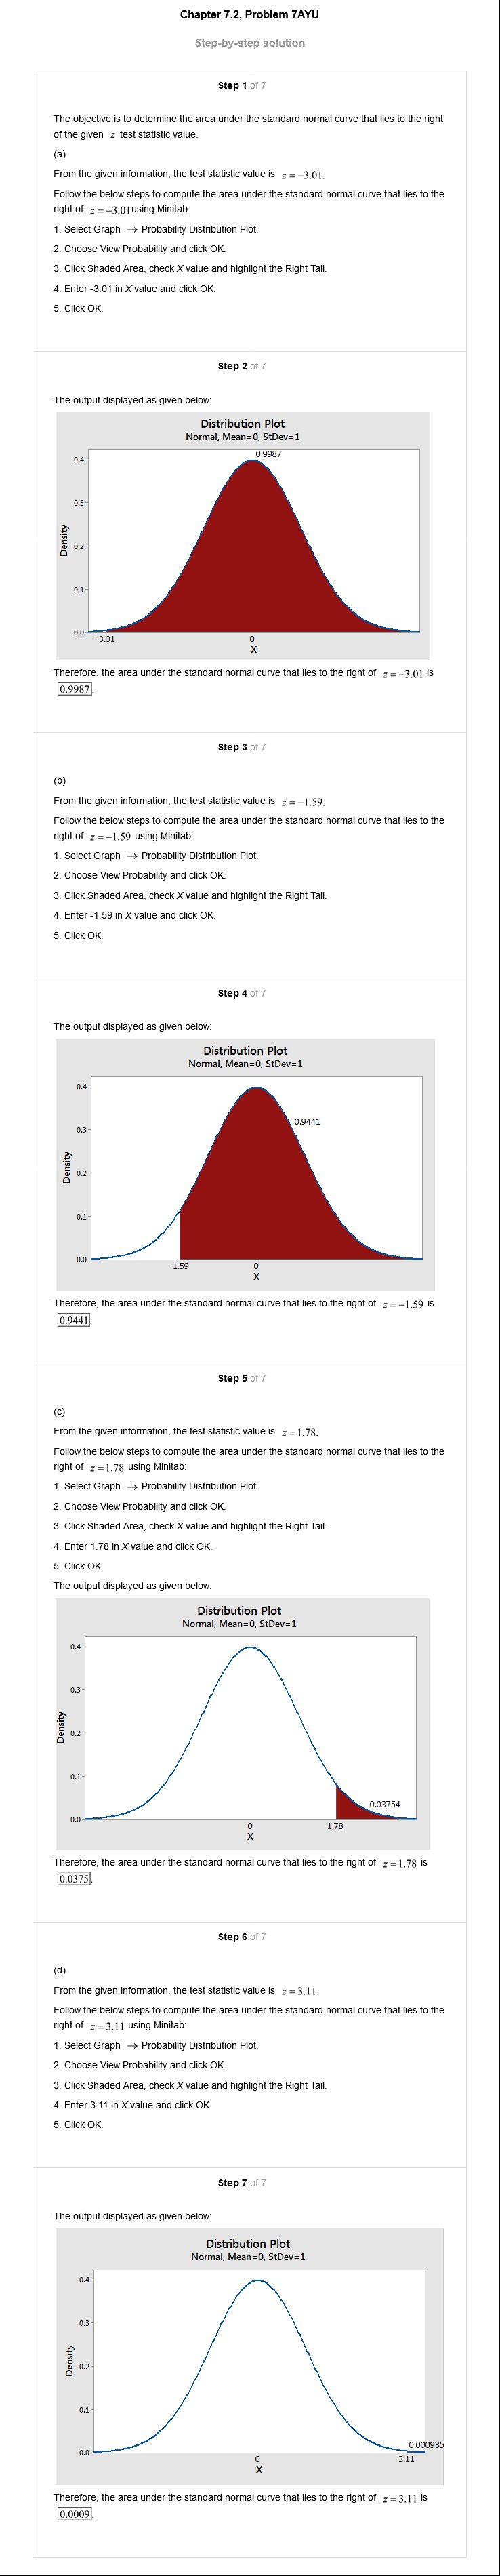 Chapter 7.2, Problem 7AYU
Step-by-step solution
Step 1 of 7
The objective is to determine the area under the standard normal curve that lies to the right
of the given z test statistic value.
(a)
From the given information, the test statistic value is z = −3.01.
Follow the below steps to compute the area under the standard normal curve that lies to the
right of z = −3.01 using Minitab:
1. Select Graph → Probability Distribution Plot.
2. Choose View Probability and click OK.
3. Click Shaded Area, check X value and highlight the Right Tail.
4. Enter -3.01 in X value and click OK.
5. Click OK.
Step 2 of 7
The output displayed as given below:
Distribution Plot
Normal, Mean=0, StDev=1
0.9987
0.4
0.3
Density
0.2
0.1
0.0
-3.01 0
X
Therefore, the area under the standard normal curve that lies to the right of z = −3.01 is
0.9987.
Step 3 of 7
(b)
From the given information, the test statistic value is z = −1.59.
Follow the below steps to compute the area under the standard normal curve that lies to the
right of z = −1.59 using Minitab:
1. Select Graph → Probability Distribution Plot.
2. Choose View Probability and click OK.
3. Click Shaded Area, check X value and highlight the Right Tail.
4. Enter -1.59 in X value and click OK.
5. Click OK.
Step 4 of 7
The output displayed as given below:
Distribution Plot
Normal, Mean=0, StDev=1
0.4
0.9441
0.3
Density
0.2
0.1
0.0
-1.59 0
X
Therefore, the area under the standard normal curve that lies to the right of z = −1.59 is
0.9441.
Step 5 of 7
(c)
From the given information, the test statistic value is z = 1.78.
Follow the below steps to compute the area under the standard normal curve that lies to the
right of z = 1.78 using Minitab:
1. Select Graph → Probability Distribution Plot.
2. Choose View Probability and click OK.
3. Click Shaded Area, check X value and highlight the Right Tail.
4. Enter 1.78 in X value and click OK.
5. Click OK.
The output displayed as given below:
Distribution Plot
Normal, Mean=0, StDev=1
0.4
0.3
Density
0.2
0.1
0.03754
0.0
0 1.78
X
Therefore, the area under the standard normal curve that lies to the right of z = 1.78 is
0.0375.
Step 6 of 7
(d)
From the given information, the test statistic value is z = 3.11.
Follow the below steps to compute the area under the standard normal curve that lies to the
right of z = 3.11 using Minitab:
1. Select Graph → Probability Distribution Plot.
2. Choose View Probability and click OK.
3. Click Shaded Area, check X value and highlight the Right Tail.
4. Enter 3.11 in X value and click OK.
5. Click OK.
Step 7 of 7
The output displayed as given below:
Distribution Plot
Normal, Mean=0, StDev=1
0.4
0.3
Density
0.2
0.1
0.000935
0.0
0 3.11
X
Therefore, the area under the standard normal curve that lies to the right of z = 3.11 is
0.0009.